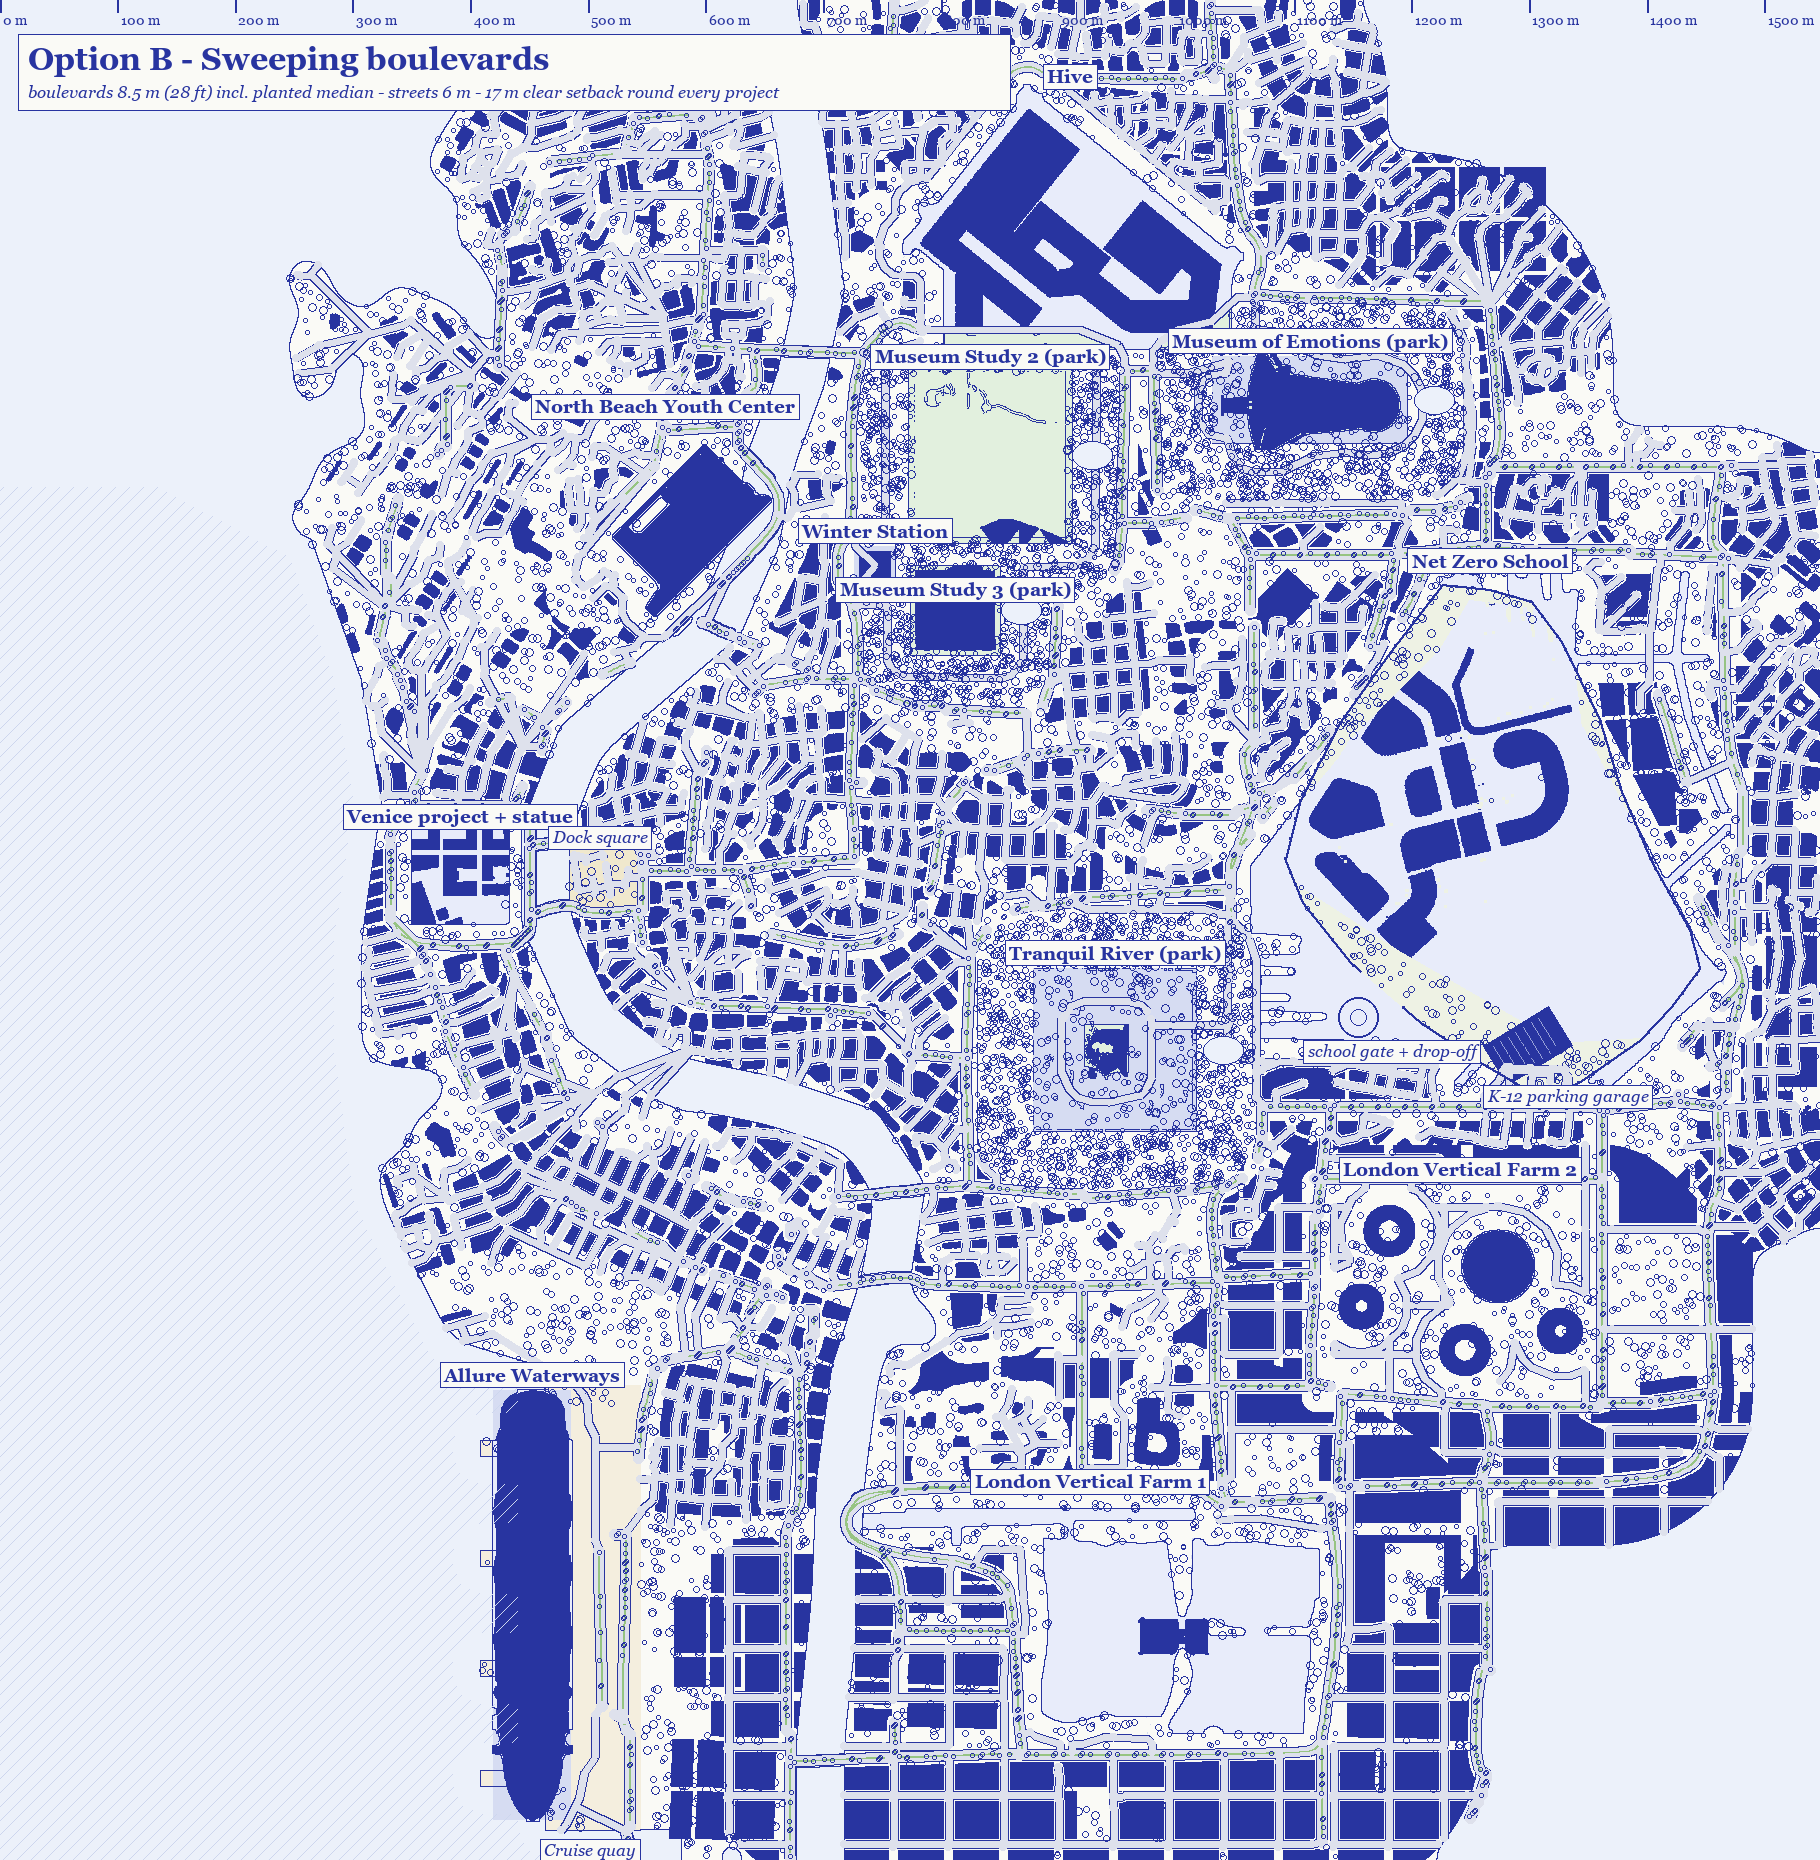 0 m 100 m 200 m 300 m 400 m 500 m 600 m 700 m 800 m 900 m 1000 m 1100 m 1200 m 1300 m 1400 m 1500 m
Option B - Sweeping boulevards
boulevards 8.5 m (28 ft) incl. planted median - streets 6 m - 17 m clear setback round every project
Hive
Museum of Emotions (park)
Museum Study 2 (park)
North Beach Youth Center
Winter Station
Net Zero School
Museum Study 3 (park)
Venice project + statue
Dock square
Tranquil River (park)
school gate + drop-off
K-12 parking garage
London Vertical Farm 2
Allure Waterways
London Vertical Farm 1
Cruise quay